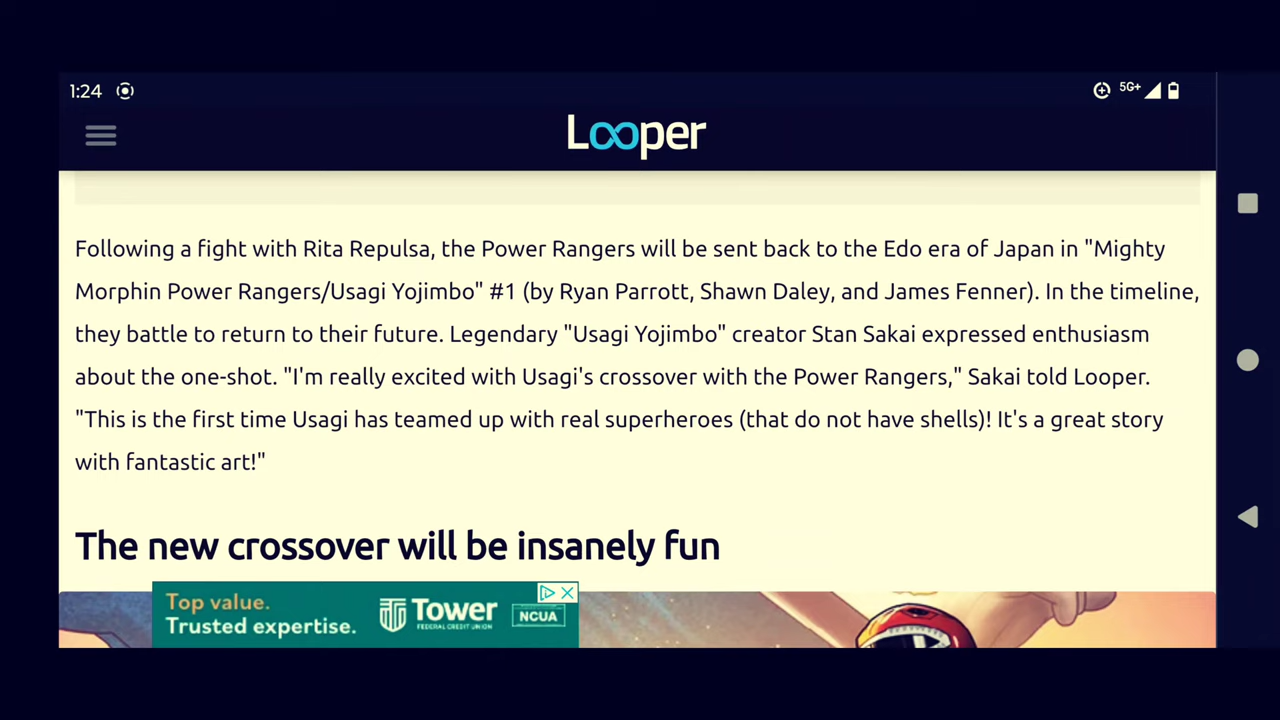 1:24
5G+
Looper
Following a fight with Rita Repulsa, the Power Rangers will be sent back to the Edo era of Japan in "Mighty
Morphin Power Rangers/Usagi Yojimbo" #1 (by Ryan Parrott, Shawn Daley, and James Fenner). In the timeline,
they battle to return to their future. Legendary "Usagi Yojimbo" creator Stan Sakai expressed enthusiasm
about the one-shot. "I'm really excited with Usagi's crossover with the Power Rangers," Sakai told Looper.
"This is the first time Usagi has teamed up with real superheroes (that do not have shells)! It's a great story
with fantastic art!"
The new crossover will be insanely fun
Top value.
Trusted expertise.
Tower
FEDERAL CREDIT UNION
NCUA